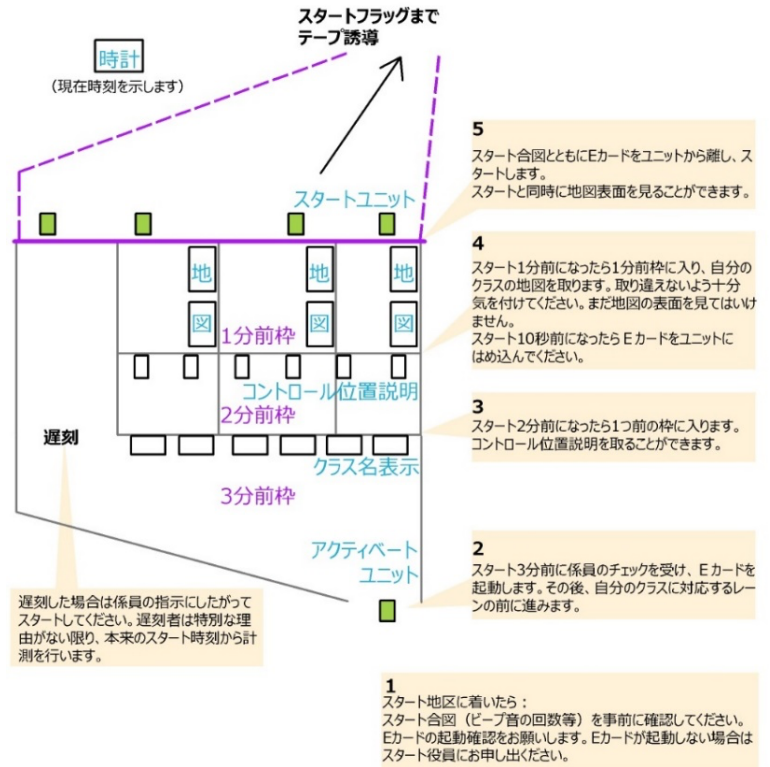 スタートフラッグまで
テープ誘導
時計
（現在時刻を示します）
スタートユニット
地 地 地
図 図 図
1分前枠
コントロール位置説明
2分前枠
クラス名表示
3分前枠
アクティベート
ユニット
遅刻
遅刻した場合は係員の指示にしたがって
スタートしてください。遅刻者は特別な理
由がない限り、本来のスタート時刻から計
測を行います。
5
スタート合図とともにEカードをユニットから離し、ス
タートします。
スタートと同時に地図表面を見ることができます。
4
スタート1分前になったら1分前枠に入り、自分の
クラスの地図を取ります。取り違えないよう十分
気を付けてください。まだ地図の表面を見てはいけ
ません。
スタート10秒前になったらＥカードをユニットに
はめ込んでください。
3
スタート2分前になったら1つ前の枠に入ります。
コントロール位置説明を取ることができます。
2
スタート3分前に係員のチェックを受け、Ｅカードを
起動します。その後、自分のクラスに対応するレー
ンの前に進みます。
1
スタート地区に着いたら：
スタート合図（ビープ音の回数等）を事前に確認してください。
Eカードの起動確認をお願いします。Eカードが起動しない場合は
スタート役員にお申し出ください。